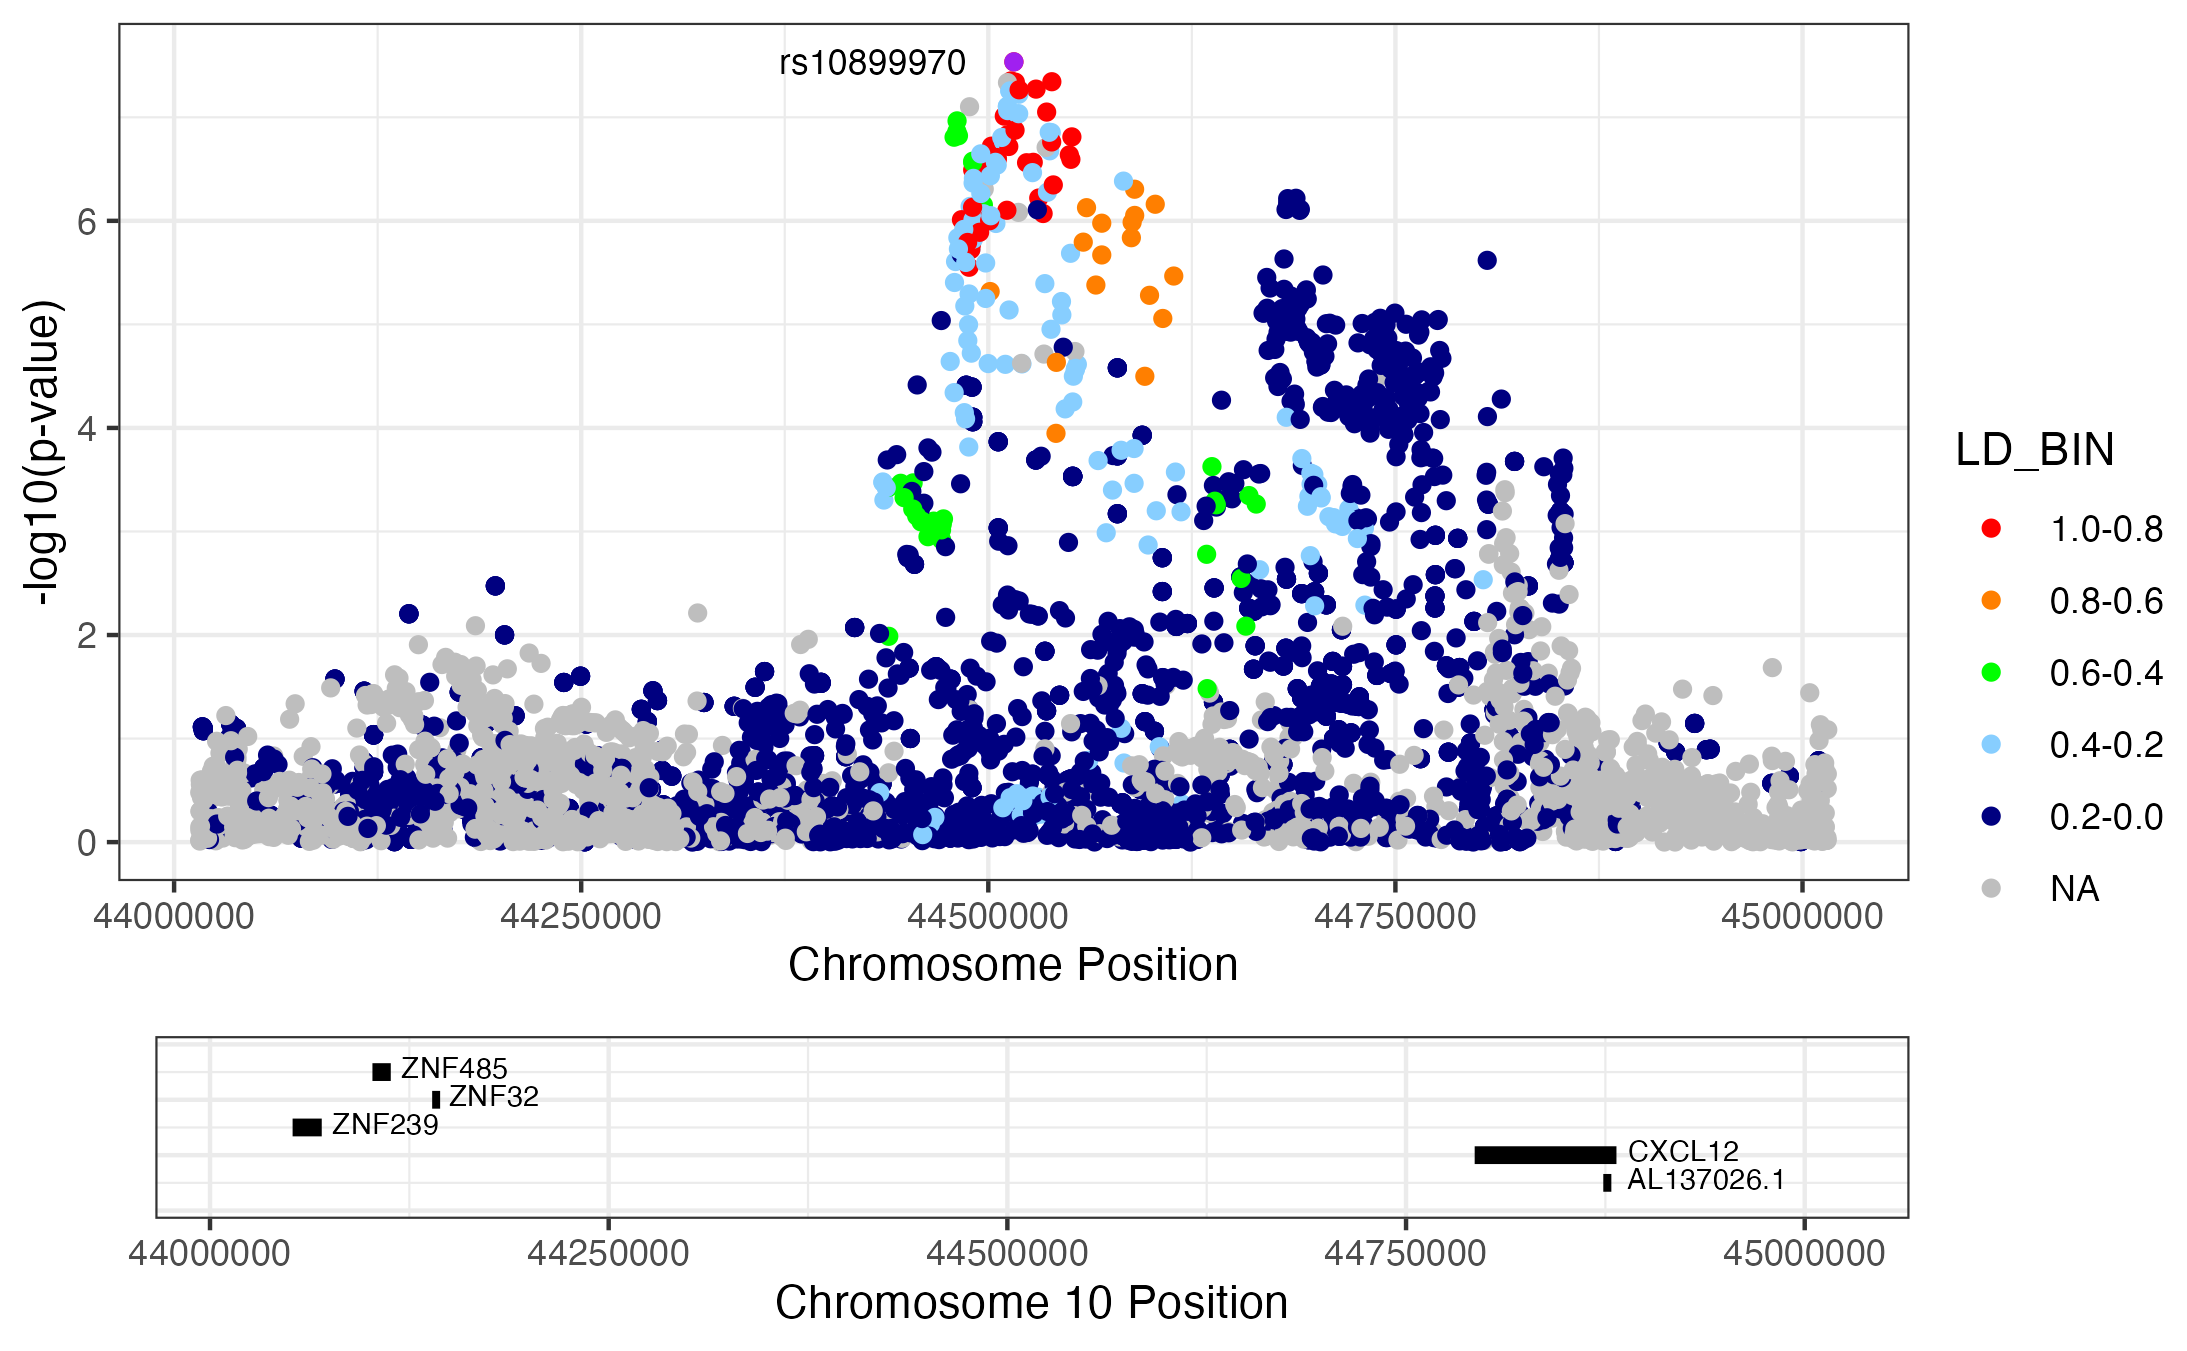 rs10899970
-log10(p-value)
6
4
2
0
44000000 44250000 44500000 44750000 45000000
Chromosome Position
LD_BIN
1.0-0.8
0.8-0.6
0.6-0.4
0.4-0.2
0.2-0.0
NA
ZNF485
ZNF32
ZNF239
CXCL12
AL137026.1
44000000 44250000 44500000 44750000 45000000
Chromosome 10 Position